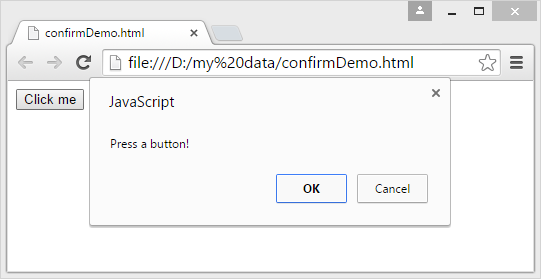 confirmDemo.html
file:///D:/my%20data/confirmDemo.html
Click me
JavaScript
Press a button!
OK
Cancel